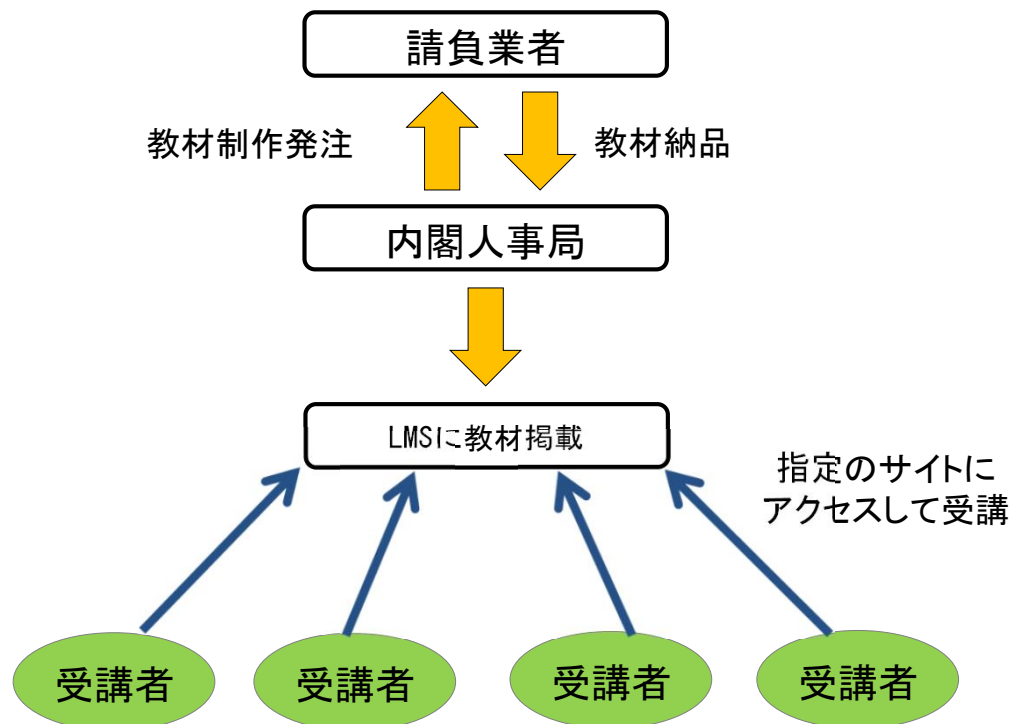 請負業者
教材制作発注
教材納品
内閣人事局
LMSに教材掲載
指定のサイトに
アクセスして受講
受講者
受講者
受講者
受講者